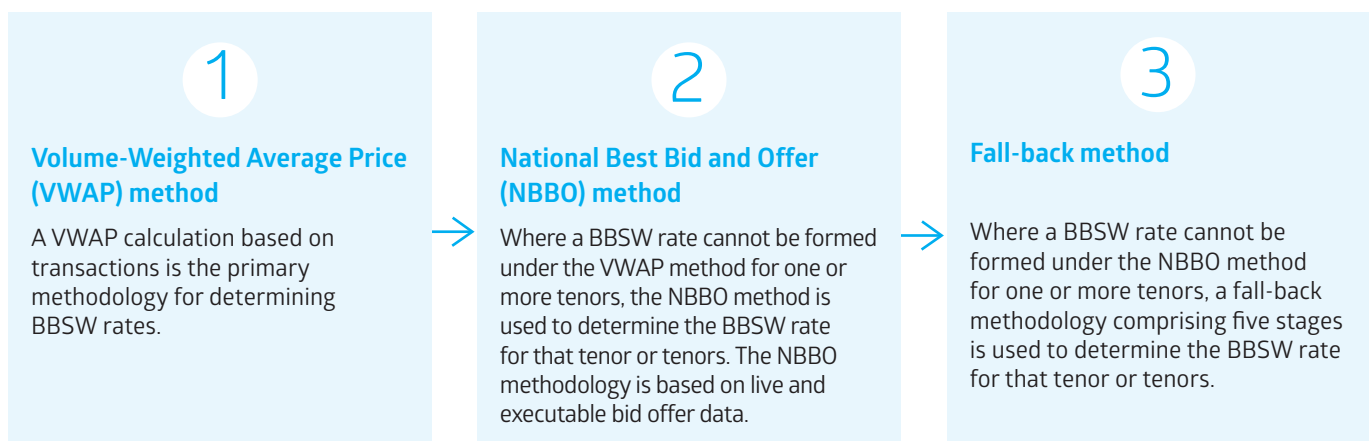 1
Volume-Weighted Average Price
(VWAP) method
A VWAP calculation based on
transactions is the primary
methodology for determining
BBSW rates.
2
National Best Bid and Offer
(NBBO) method
Where a BBSW rate cannot be formed
under the VWAP method for one or
more tenors, the NBBO method is
used to determine the BBSW rate
for that tenor or tenors. The NBBO
methodology is based on live and
executable bid offer data.
3
Fall-back method
Where a BBSW rate cannot be
formed under the NBBO method
for one or more tenors, a fall-back
methodology comprising five stages
is used to determine the BBSW rate
for that tenor or tenors.